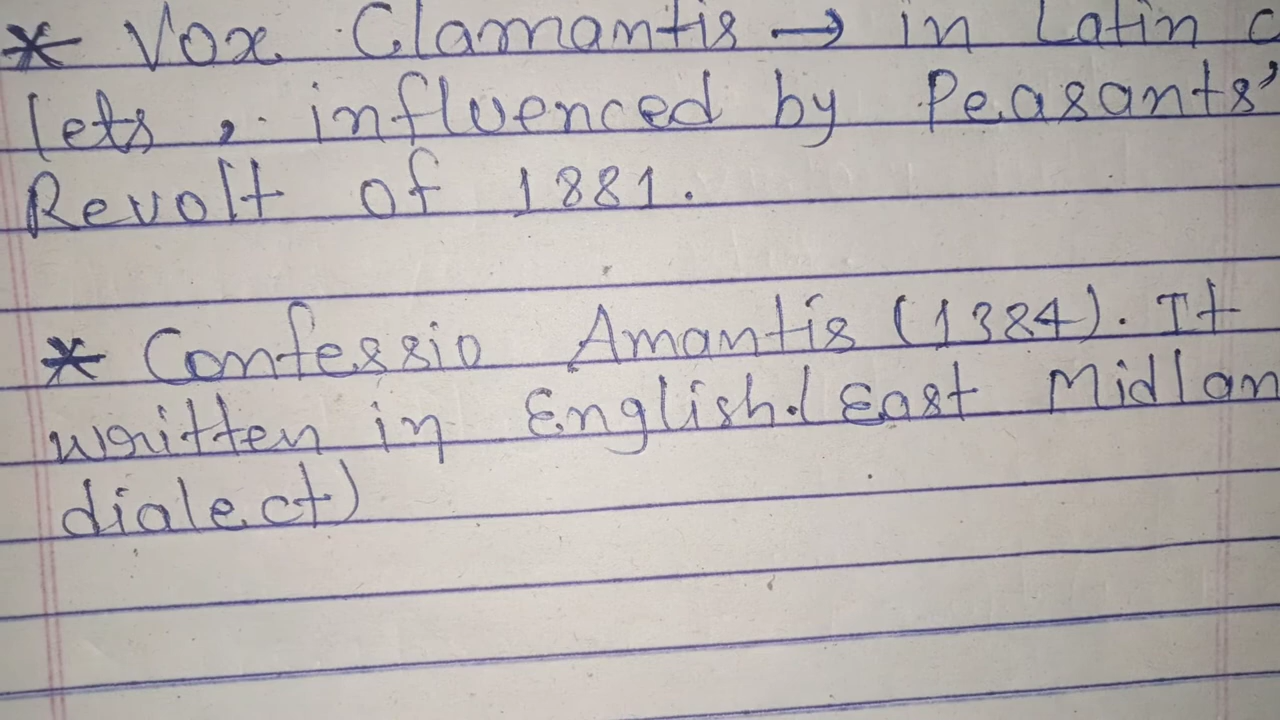 * Vox Clamantis → in Latin c
lets, influenced by Peasants'
Revolt of 1881.
* Confessio Amantis (1384). It
written in English.(East Midlan
dialect)